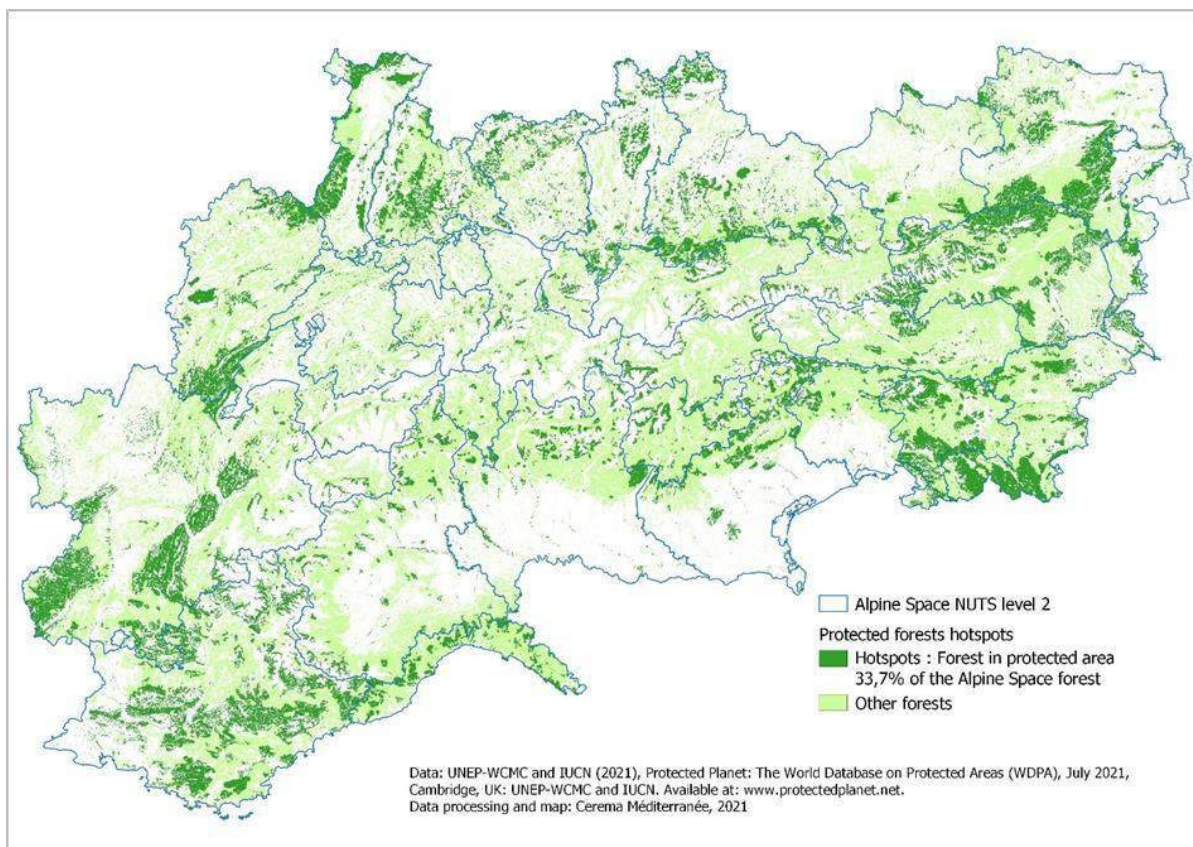 Alpine Space NUTS level 2
Protected forests hotspots
Hotspots : Forest in protected area
33,7% of the Alpine Space forest
Other forests
Data: UNEP-WCMC and IUCN (2021), Protected Planet: The World Database on Protected Areas (WDPA), July 2021,
Cambridge, UK: UNEP-WCMC and IUCN. Available at: www.protectedplanet.net.
Data processing and map: Cerema Méditerranée, 2021